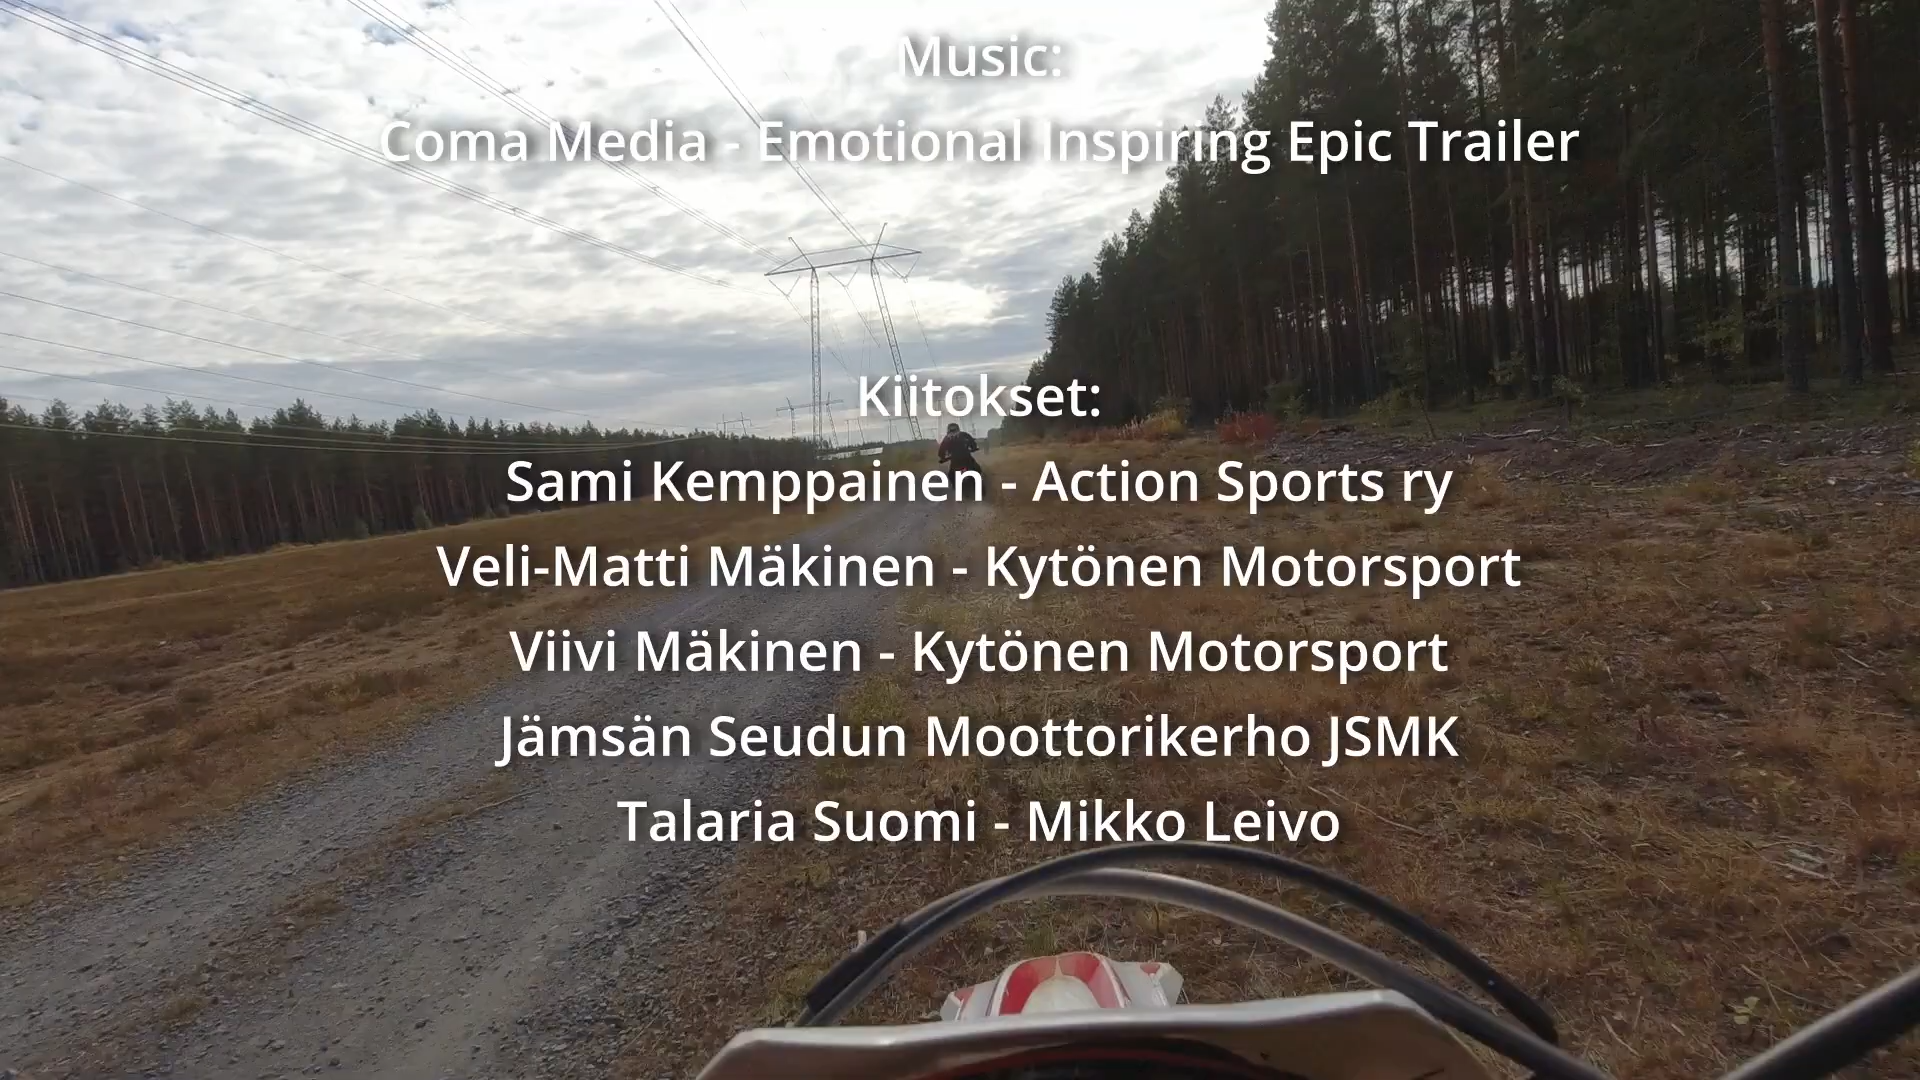 Music:
Coma Media - Emotional Inspiring Epic Trailer
Kiitokset:
Sami Kemppainen - Action Sports ry
Veli-Matti Mäkinen - Kytönen Motorsport
Viivi Mäkinen - Kytönen Motorsport
Jämsän Seudun Moottorikerho JSMK
Talaria Suomi - Mikko Leivo